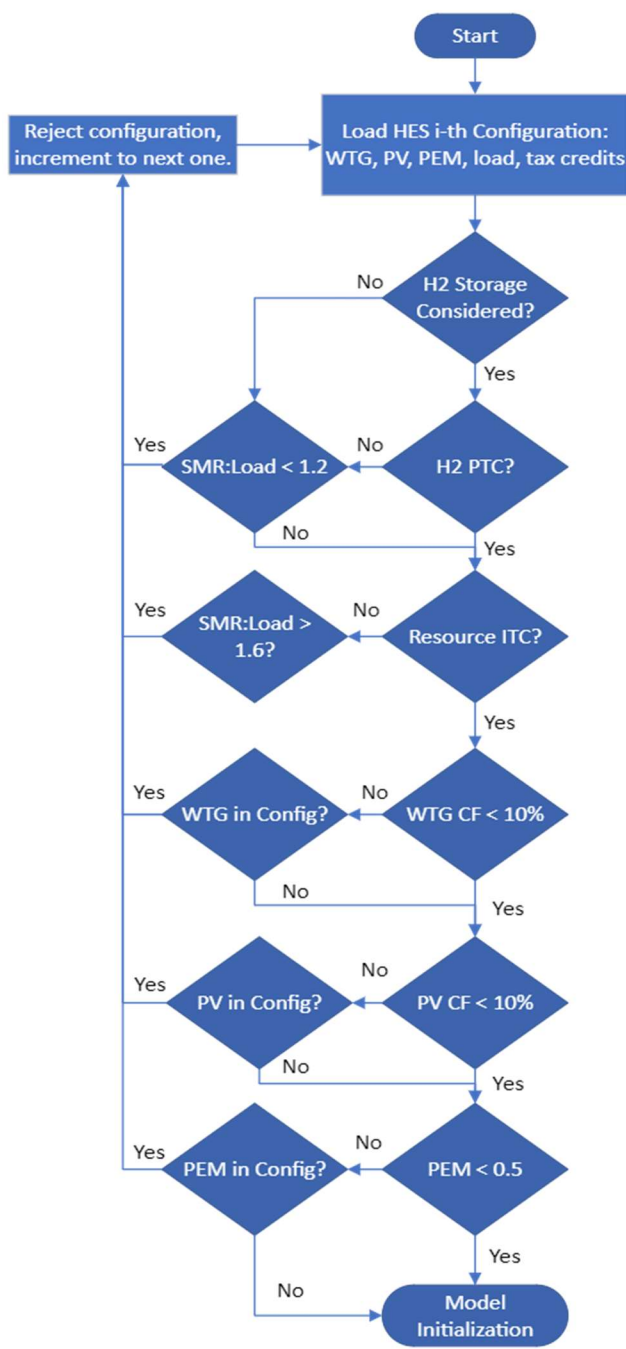 Start
Reject configuration,
increment to next one.
Load HES i-th Configuration:
WTG, PV, PEM, load, tax credits
No
H2 Storage
Considered?
Yes
Yes
SMR:Load < 1.2
No
H2 PTC?
No
Yes
Yes
SMR:Load >
1.6?
No
Resource ITC?
Yes
Yes
WTG in Config?
No
WTG CF < 10%
No
Yes
Yes
PV in Config?
No
PV CF < 10%
No
Yes
Yes
PEM in Config?
No
PEM < 0.5
No
Yes
Model
Initialization